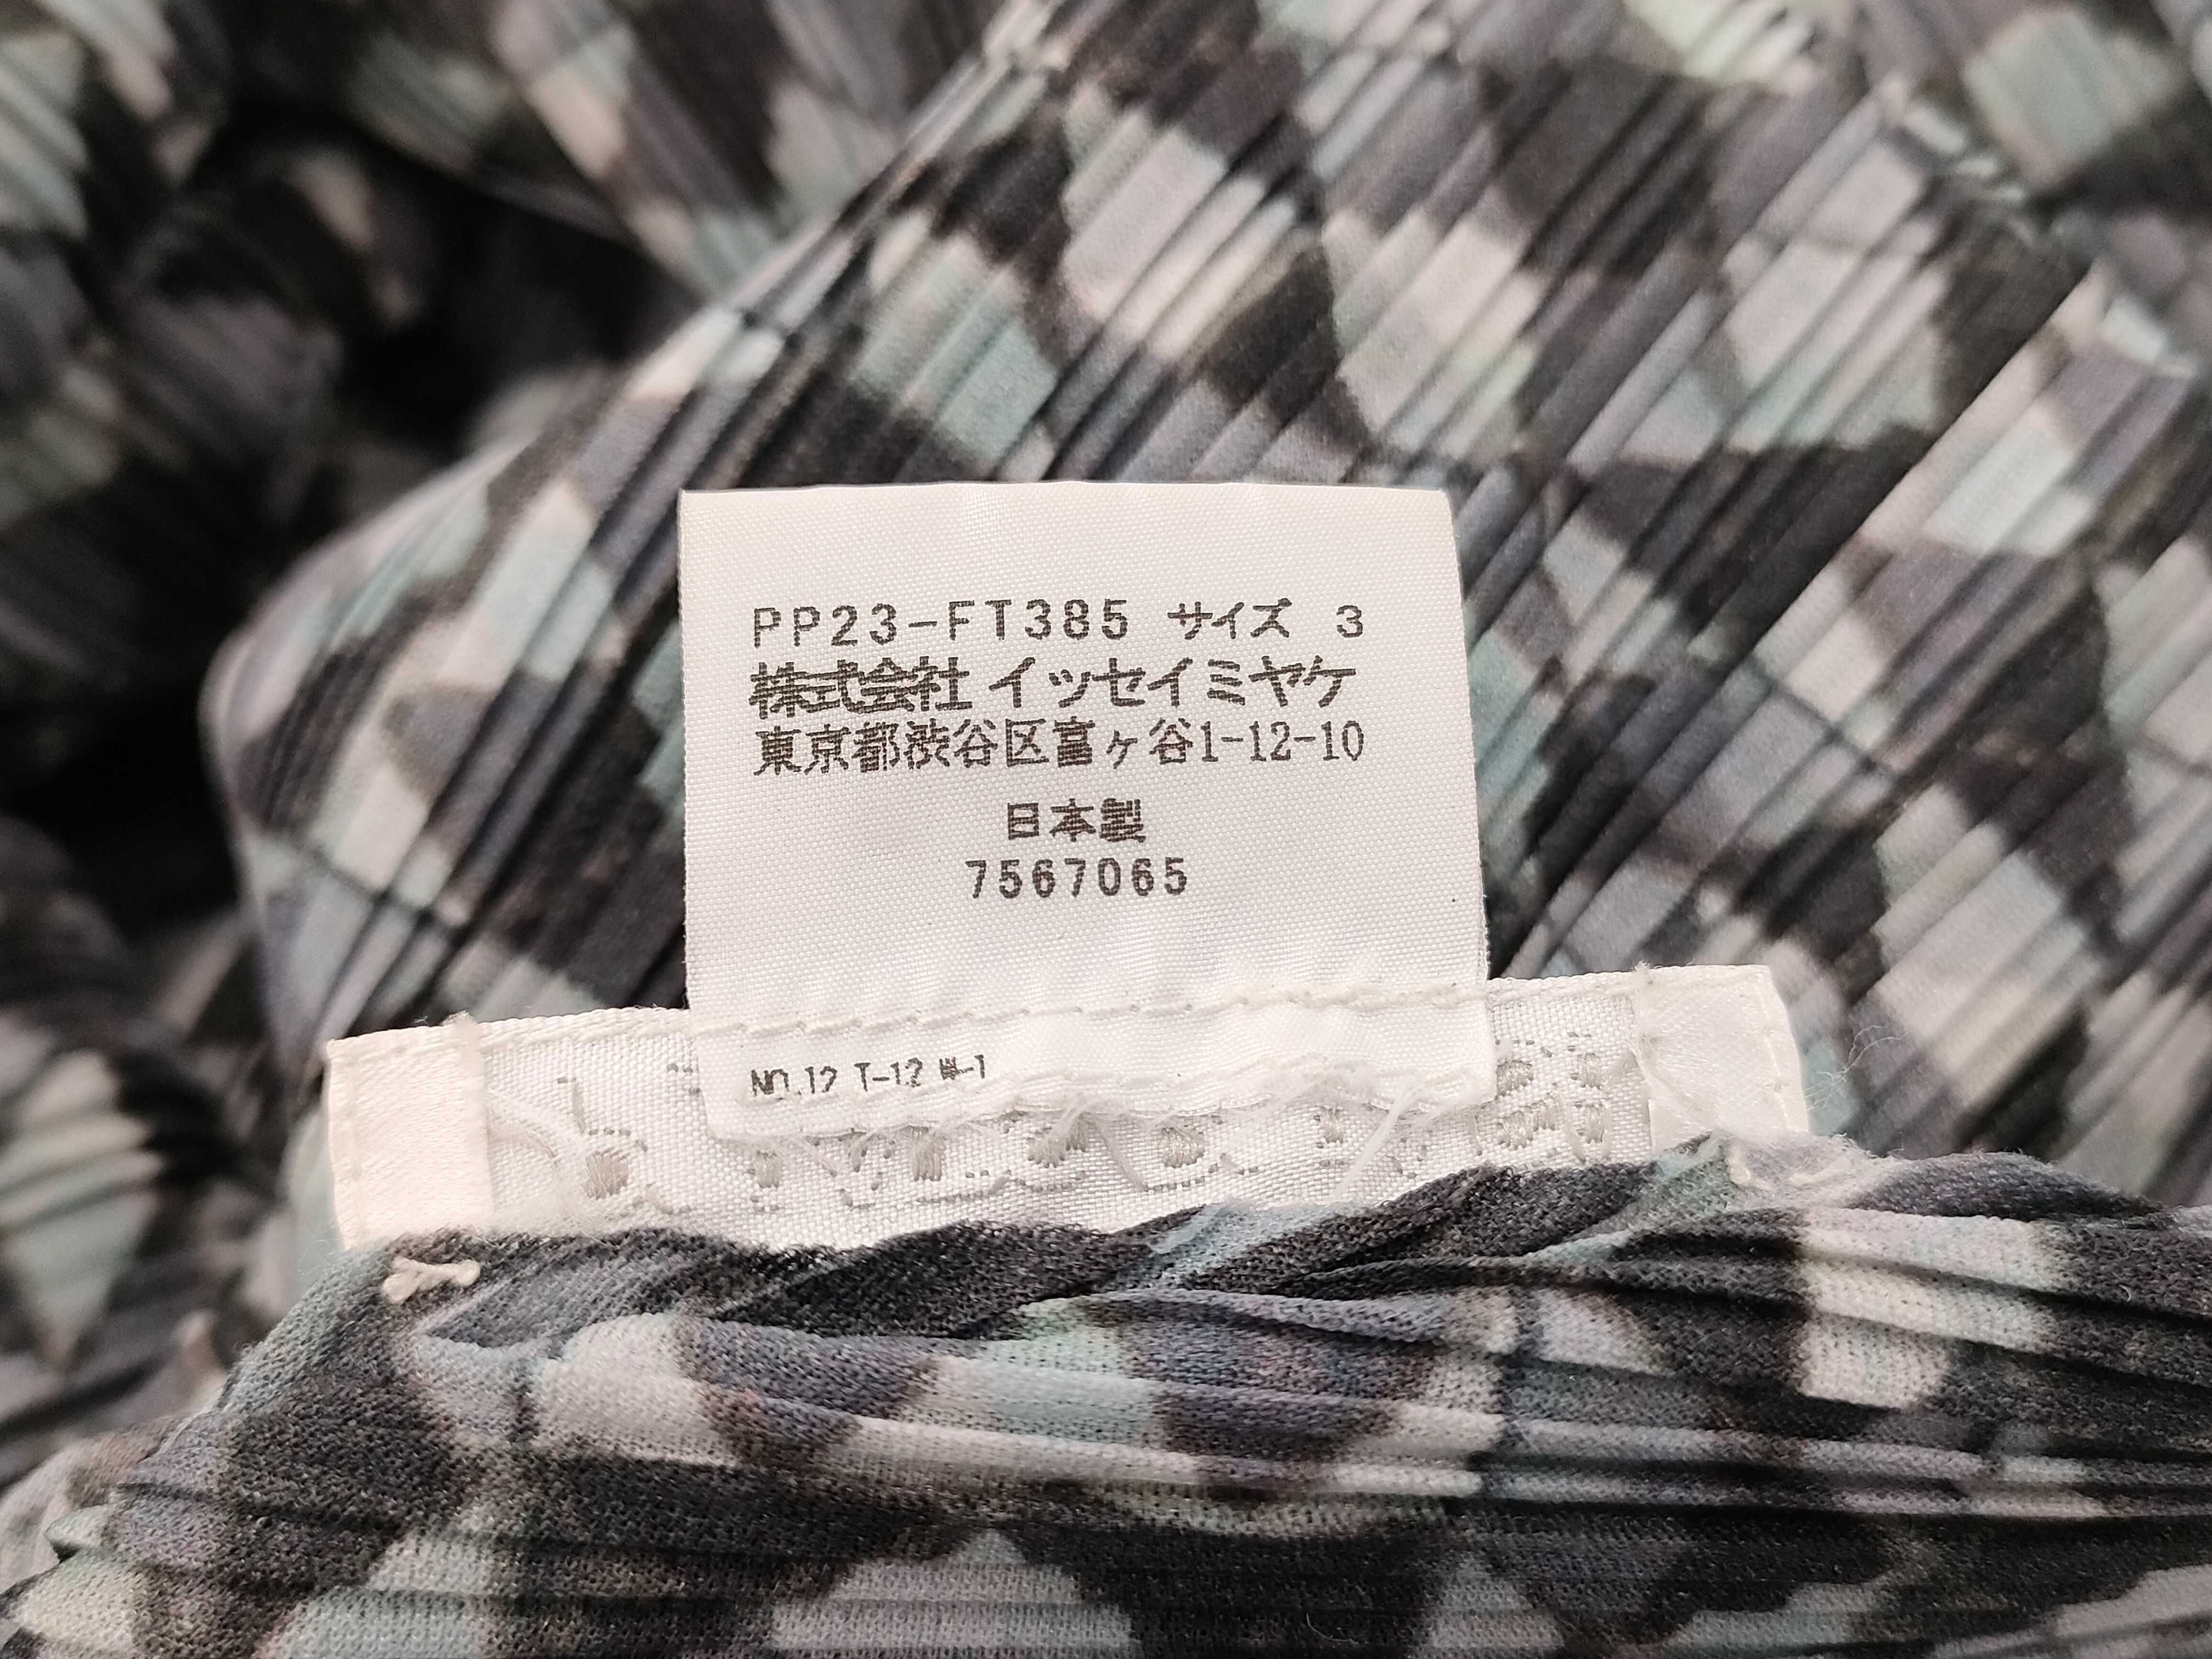 PP23-FT385 サイズ 3
株式会社 イッセイミヤケ
東京都渋谷区富ヶ谷1-12-10
日本製
7567065
NO.12 T-12 W-1